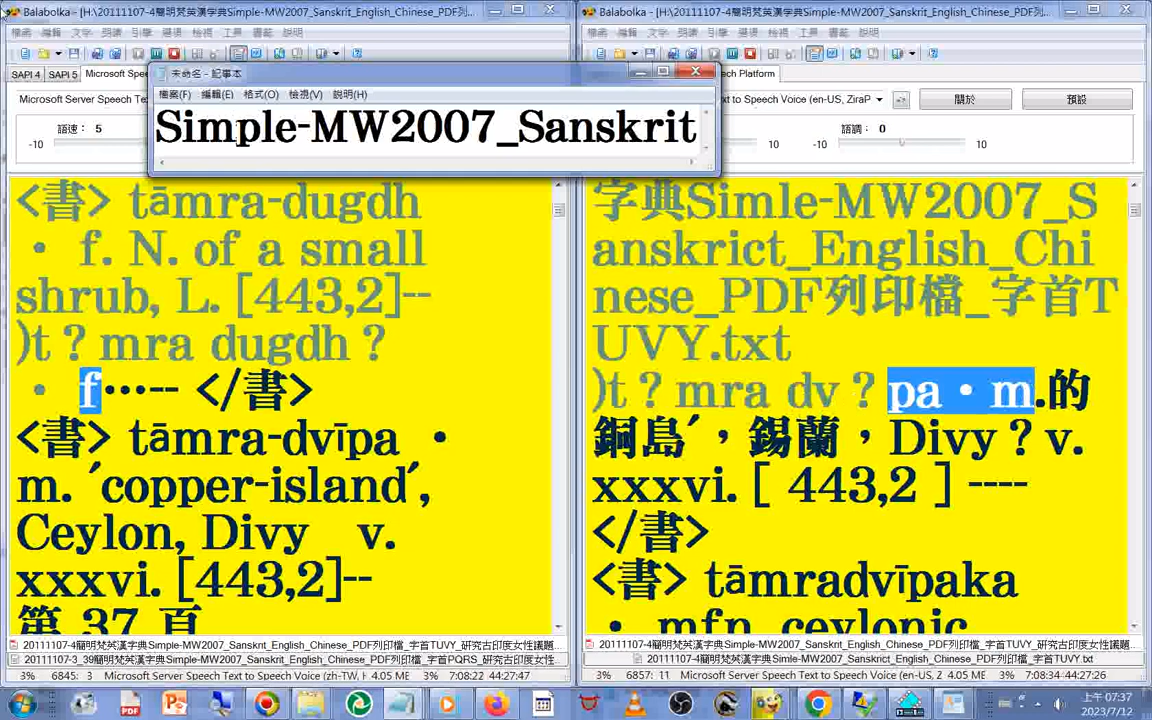 Balabolka - [H:\20111107-4簡明梵英漢字典Simple-MW2007_Sanskrit_English_Chinese_PDF列...
Balabolka - [H:\20111107-4簡明梵英漢字典Simple-MW2007_Sanskrit_English_Chinese_PDF列...
SAPI 4
SAPI 5
Microsoft Spee
ech Platform
未命名 - 記事本
檔案(F) 編輯(E) 格式(O) 檢視(V) 說明(H)
Simple-MW2007_Sanskrit
Microsoft Server Speech Text
xt to Speech Voice (en-US, ZiraP
關於
預設
語速： 5
-10
10
語調： 0
-10
10
<書> tāmra-dugdh
• f. N. of a small
shrub, L. [443,2]--
)t ? mra dugdh ?
• f…-- </書>
<書> tāmra-dvīpa •
m. ′copper-island′,
Ceylon, Divy v.
xxxvi. [443,2]--
第 37 頁
字典Simle-MW2007_S
anskrict_English_Chi
nese_PDF列印檔_字首T
UVY.txt
)t ? mra dv ? pa • m.的
銅島′，錫蘭，Divy ? v.
xxxvi. [ 443,2 ] ----
</書>
<書> tāmradvīpaka
• mfn. ceylonic
20111107-4簡明梵英漢字典Simple-MW2007_Sanskrit_English_Chinese_PDF列印檔_字首TUVY_研究古印度女性議題...
20111107-3_39簡明梵英漢字典Simple-MW2007_Sanskrit_English_Chinese_PDF列印檔_字首PQRS_研究古印度女性...
3% 6845: 3 Microsoft Server Speech Text to Speech Voice (zh-TW, H 4.05 ME 3% 7:08:22 44:27:47
20111107-4簡明梵英漢字典Simple-MW2007_Sanskrit_English_Chinese_PDF列印檔_字首TUVY_研究古印度女性議題...
20111107-4簡明梵英漢字典Simle-MW2007_Sanskrict_English_Chinese_PDF列印檔_字首TUVY.txt
3% 6857: 11 Microsoft Server Speech Text to Speech Voice (en-US, Z 4.05 ME 3% 7:08:34 44:27:26
上午 07:37
2023/7/12